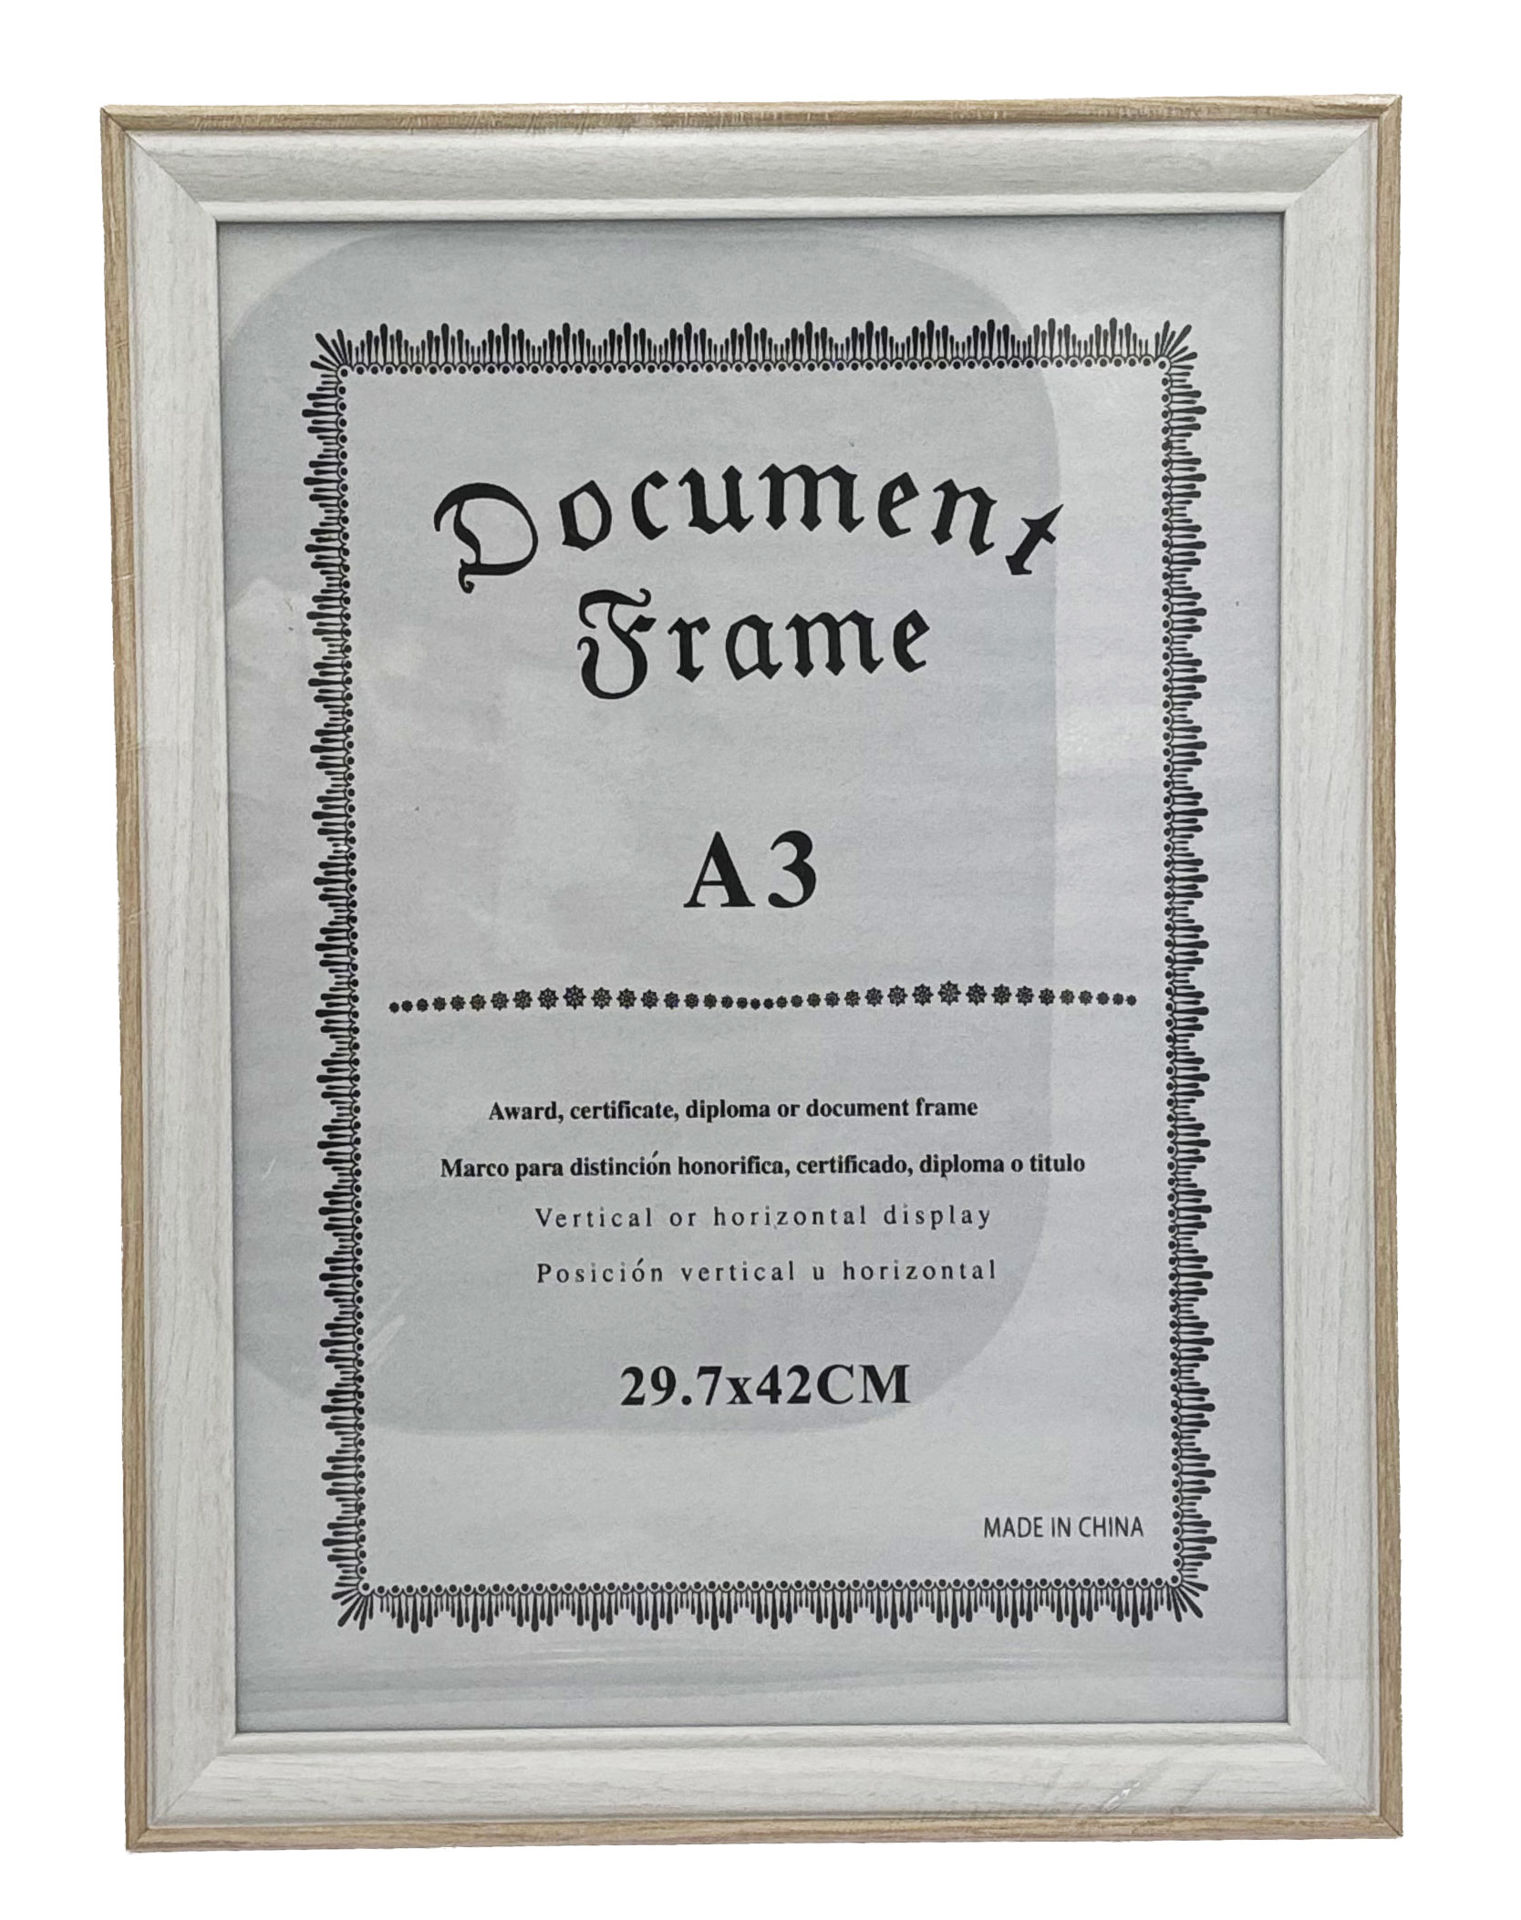 Document
Frame
A3
Award, certificate, diploma or document frame
Marco para distinción honorifica, certificado, diploma o titulo
Vertical or horizontal display
Posición vertical u horizontal
29.7x42CM
MADE IN CHINA